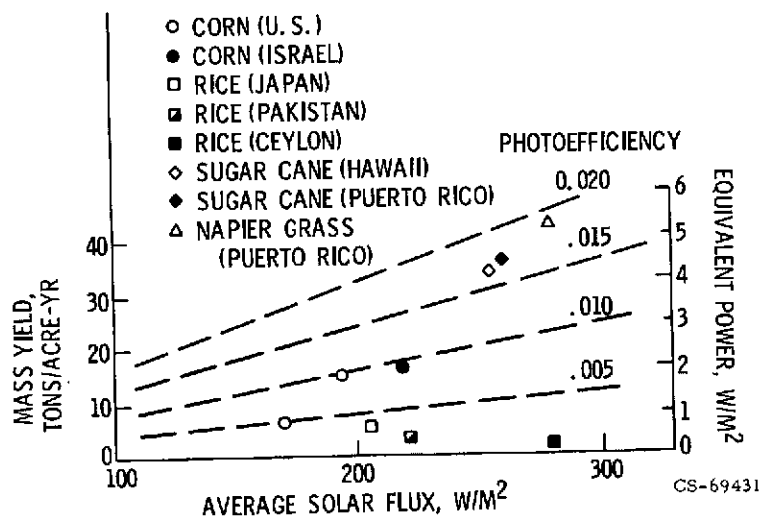 CORN (U. S.)
CORN (ISRAEL)
RICE (JAPAN)
RICE (PAKISTAN)
RICE (CEYLON)
SUGAR CANE (HAWAII)
SUGAR CANE (PUERTO RICO)
NAPIER GRASS
(PUERTO RICO)
PHOTOEFFICIENCY
0.020
.015
.010
.005
MASS YIELD,
TONS/ACRE-YR
40
30
20
10
0
6
5
4
3
2
1
0
EQUIVALENT POWER, W/M²
100
200
300
AVERAGE SOLAR FLUX, W/M²
CS-69431